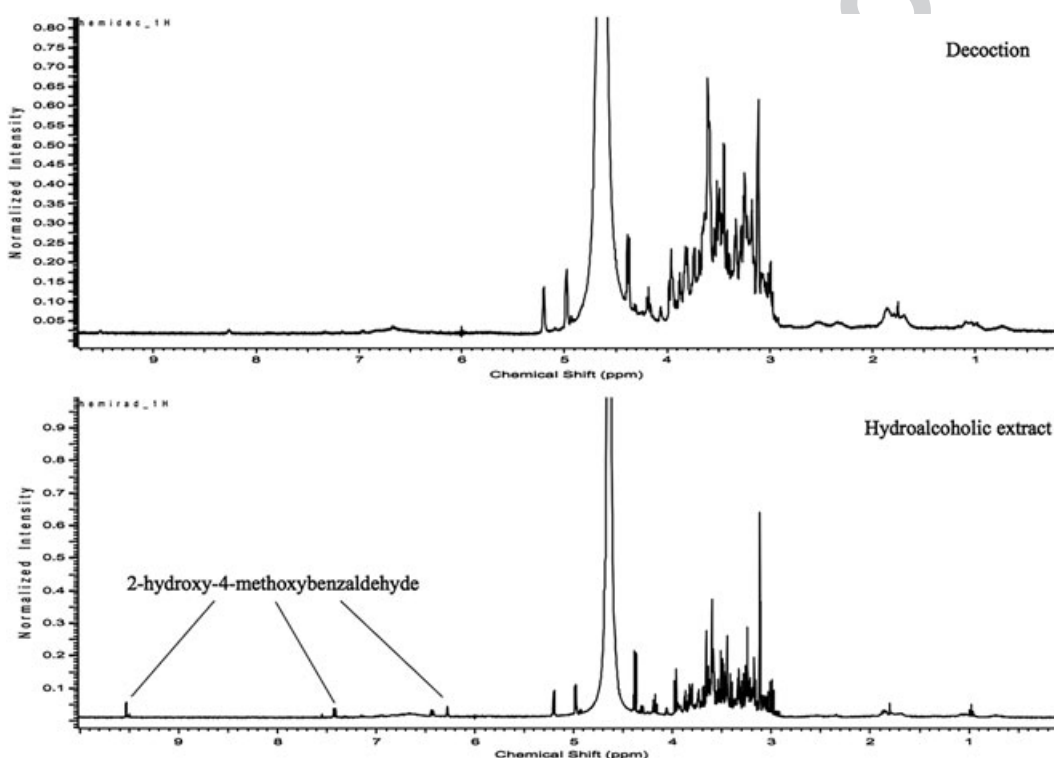 hemidec_1H
Decoction
0.80
0.75
0.70
0.65
0.60
0.55
0.50
0.45
0.40
0.35
0.30
0.25
0.20
0.15
0.10
0.05
Normalized Intensity
9 8 7 6 5 4 3 2 1
Chemical Shift (ppm)
hemirad_1H
Hydroalcoholic extract
0.9
0.8
0.7
0.6
0.5
0.4
0.3
0.2
0.1
Normalized Intensity
2-hydroxy-4-methoxybenzaldehyde
9 8 7 6 5 4 3 2 1
Chemical Shift (ppm)